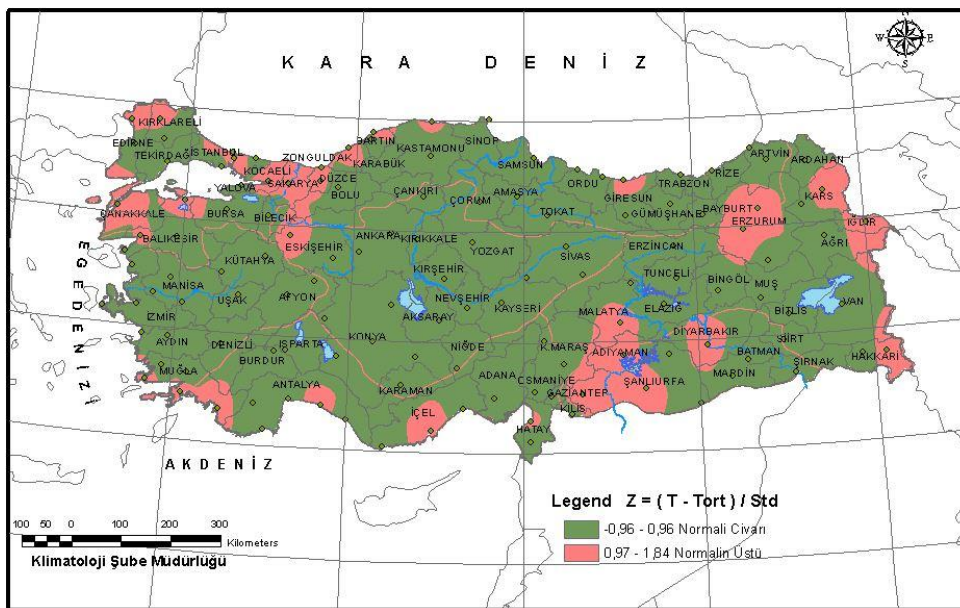 N
W E
S
K A R A D E N İ Z
KIRKLARELİ
EDİRNE
TEKİRDAĞ
İSTANBUL
KOCAELİ
YALOVA
SAKARYA
ZONGULDAK
DÜZCE
BOLU
BARTIN
KARABÜK
KASTAMONU
SİNOP
SAMSUN
ÇANKIRI
ÇORUM
AMASYA
TOKAT
ORDU
GİRESUN
TRABZON
RİZE
ARTVİN
ARDAHAN
KARS
GÜMÜŞHANE
BAYBURT
ERZURUM
IĞDIR
AĞRI
ÇANAKKALE
BALIKESİR
BURSA
BİLECİK
ESKİŞEHİR
KÜTAHYA
ANKARA
KIRIKKALE
YOZGAT
SİVAS
ERZİNCAN
TUNCELİ
BİNGÖL
MUŞ
MANİSA
UŞAK
AFYON
KIRŞEHİR
NEVŞEHİR
AKSARAY
KAYSERİ
MALATYA
ELAZIĞ
BİTLİS
VAN
İZMİR
AYDIN
DENİZLİ
BURDUR
ISPARTA
KONYA
NİĞDE
K.MARAŞ
ADIYAMAN
DİYARBAKIR
BATMAN
SİİRT
ŞIRNAK
HAKKARİ
MUĞLA
ANTALYA
KARAMAN
İÇEL
ADANA
OSMANİYE
GAZİANTEP
KİLİS
ŞANLIURFA
MARDİN
HATAY
E G E D E N İ Z İ
A K D E N İ Z
Legend Z = ( T - Tort ) / Std
-0,96 - 0,96 Normali Civarı
0,97 - 1,84 Normalin Üstü
100 50 0 100 200 300
Kilometers
Klimatoloji Şube Müdürlüğü